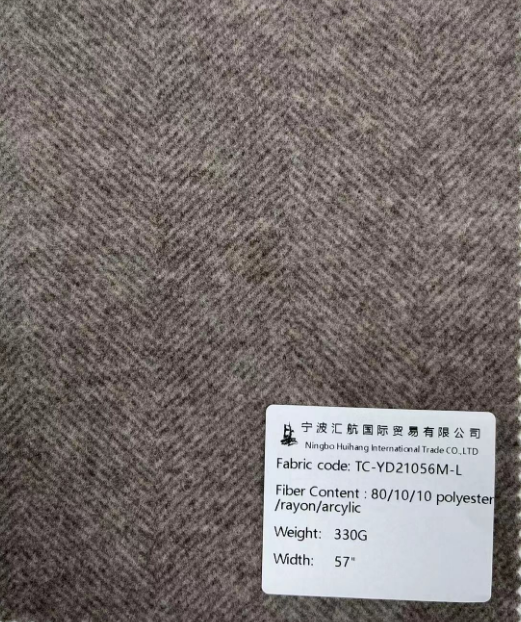 宁波汇航国际贸易有限公司
Ningbo Huihang International Trade CO.,LTD
Fabric code: TC-YD21056M-L
Fiber Content : 80/10/10 polyester
/rayon/arcylic
Weight: 330G
Width: 57"